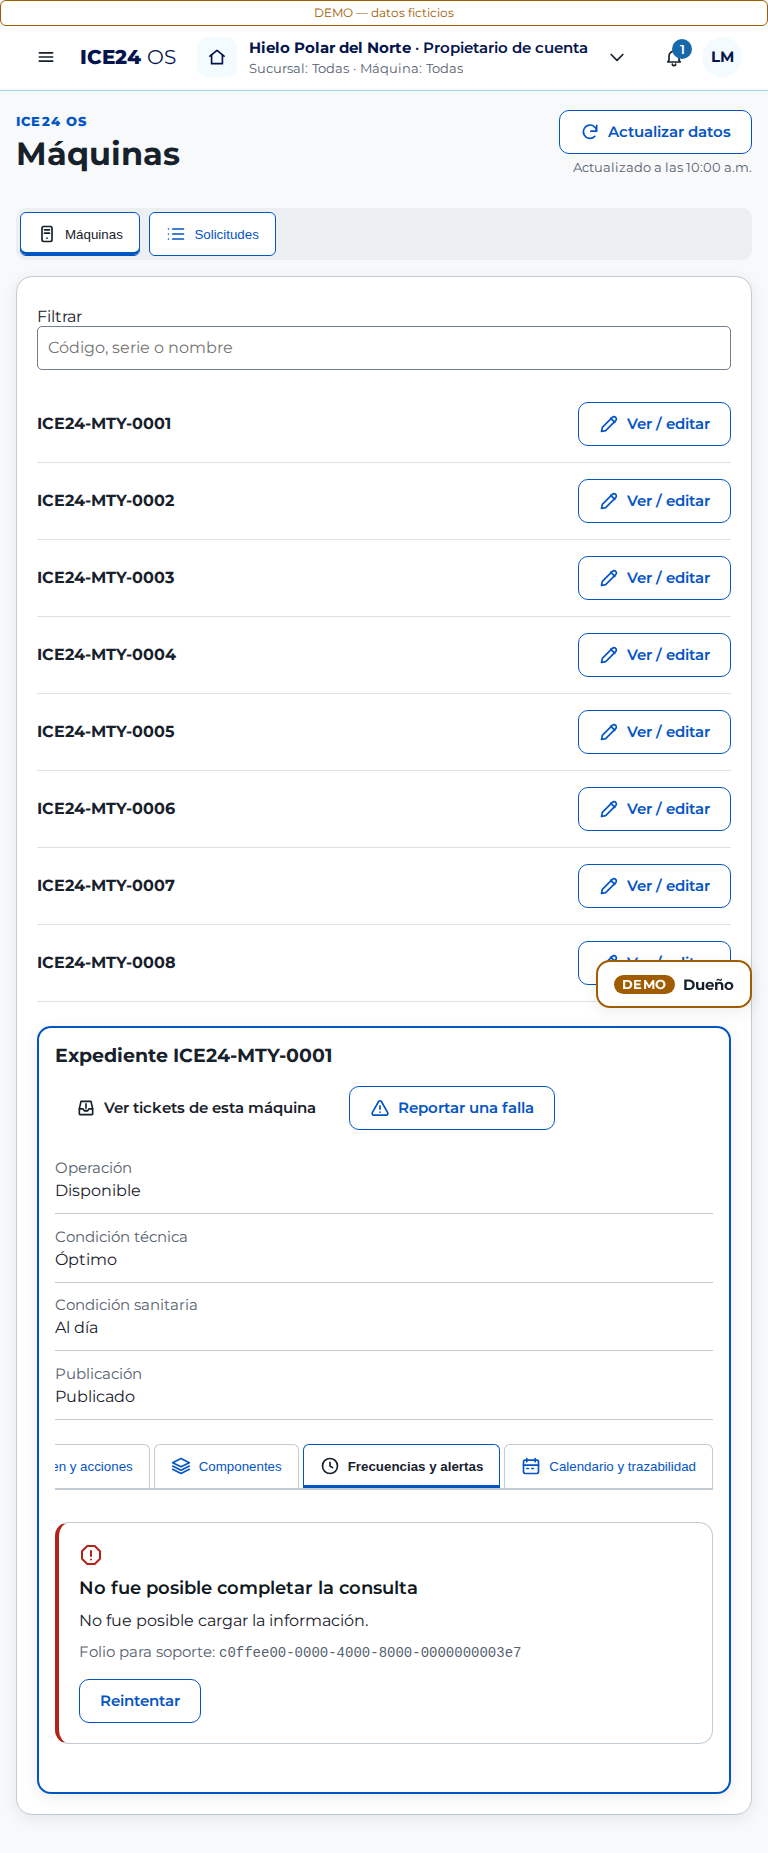 DEMO — datos ficticios
ICE24 OS
Hielo Polar del Norte · Propietario de cuenta
Sucursal: Todas · Máquina: Todas
1
LM
ICE24 OS
Máquinas
Actualizar datos
Actualizado a las 10:00 a.m.
Máquinas
Solicitudes
Filtrar
Código, serie o nombre
ICE24-MTY-0001
Ver / editar
ICE24-MTY-0002
Ver / editar
ICE24-MTY-0003
Ver / editar
ICE24-MTY-0004
Ver / editar
ICE24-MTY-0005
Ver / editar
ICE24-MTY-0006
Ver / editar
ICE24-MTY-0007
Ver / editar
ICE24-MTY-0008
DEMO Dueño
Expediente ICE24-MTY-0001
Ver tickets de esta máquina
Reportar una falla
Operación
Disponible
Condición técnica
Óptimo
Condición sanitaria
Al día
Publicación
Publicado
en y acciones
Componentes
Frecuencias y alertas
Calendario y trazabilidad
No fue posible completar la consulta
No fue posible cargar la información.
Folio para soporte: c0ffee00-0000-4000-8000-0000000003e7
Reintentar